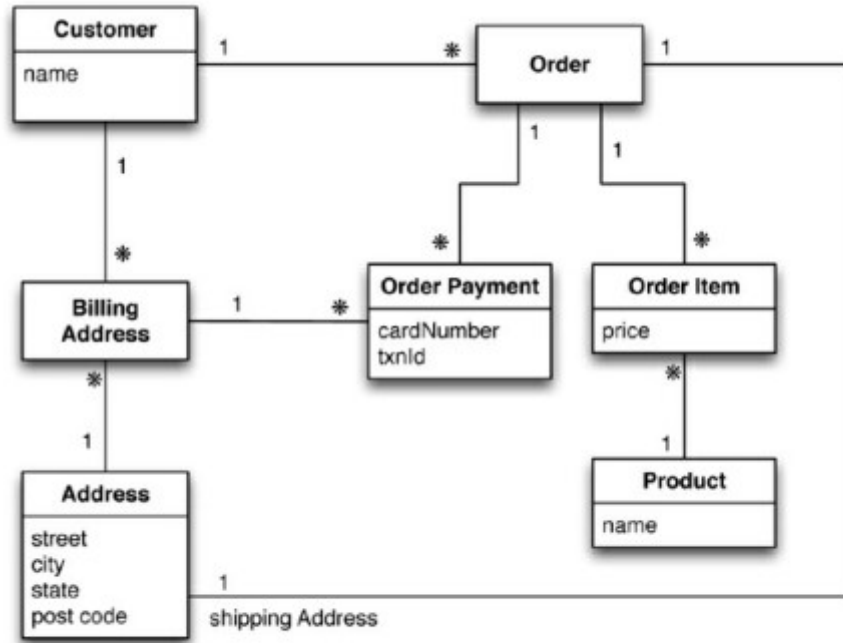 Customer
name
1
*
Order
1
1
*
1
*
1
*
Billing
Address
1
*
Order Payment
cardNumber
txnId
Order Item
price
*
1
*
1
Product
name
Address
street
city
state
post code
1
shipping Address